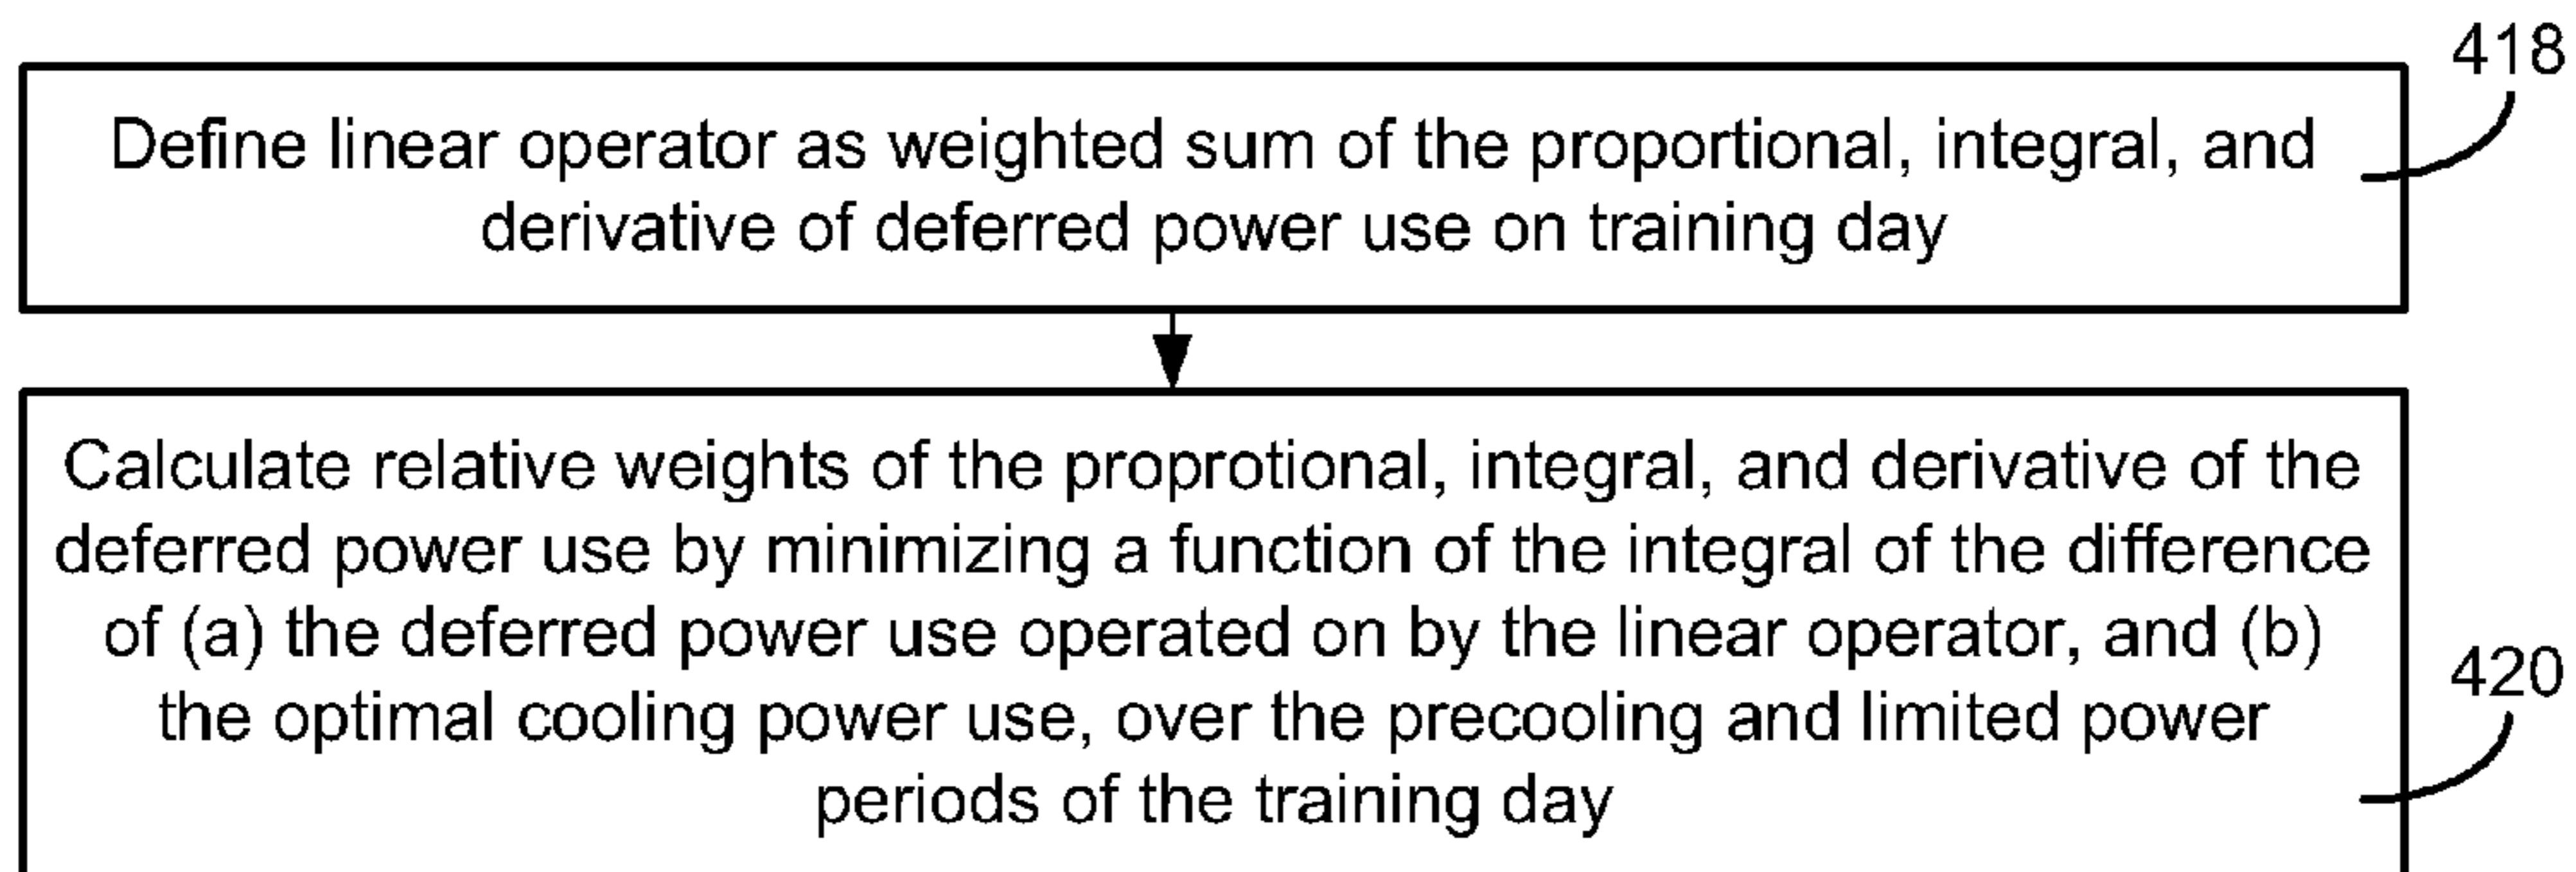 418
Define linear operator as weighted sum of the proportional, integral, and
derivative of deferred power use on training day
Calculate relative weights of the proprotional, integral, and derivative of the
deferred power use by minimizing a function of the integral of the difference
of (a) the deferred power use operated on by the linear operator, and (b)
the optimal cooling power use, over the precooling and limited power
periods of the training day
420